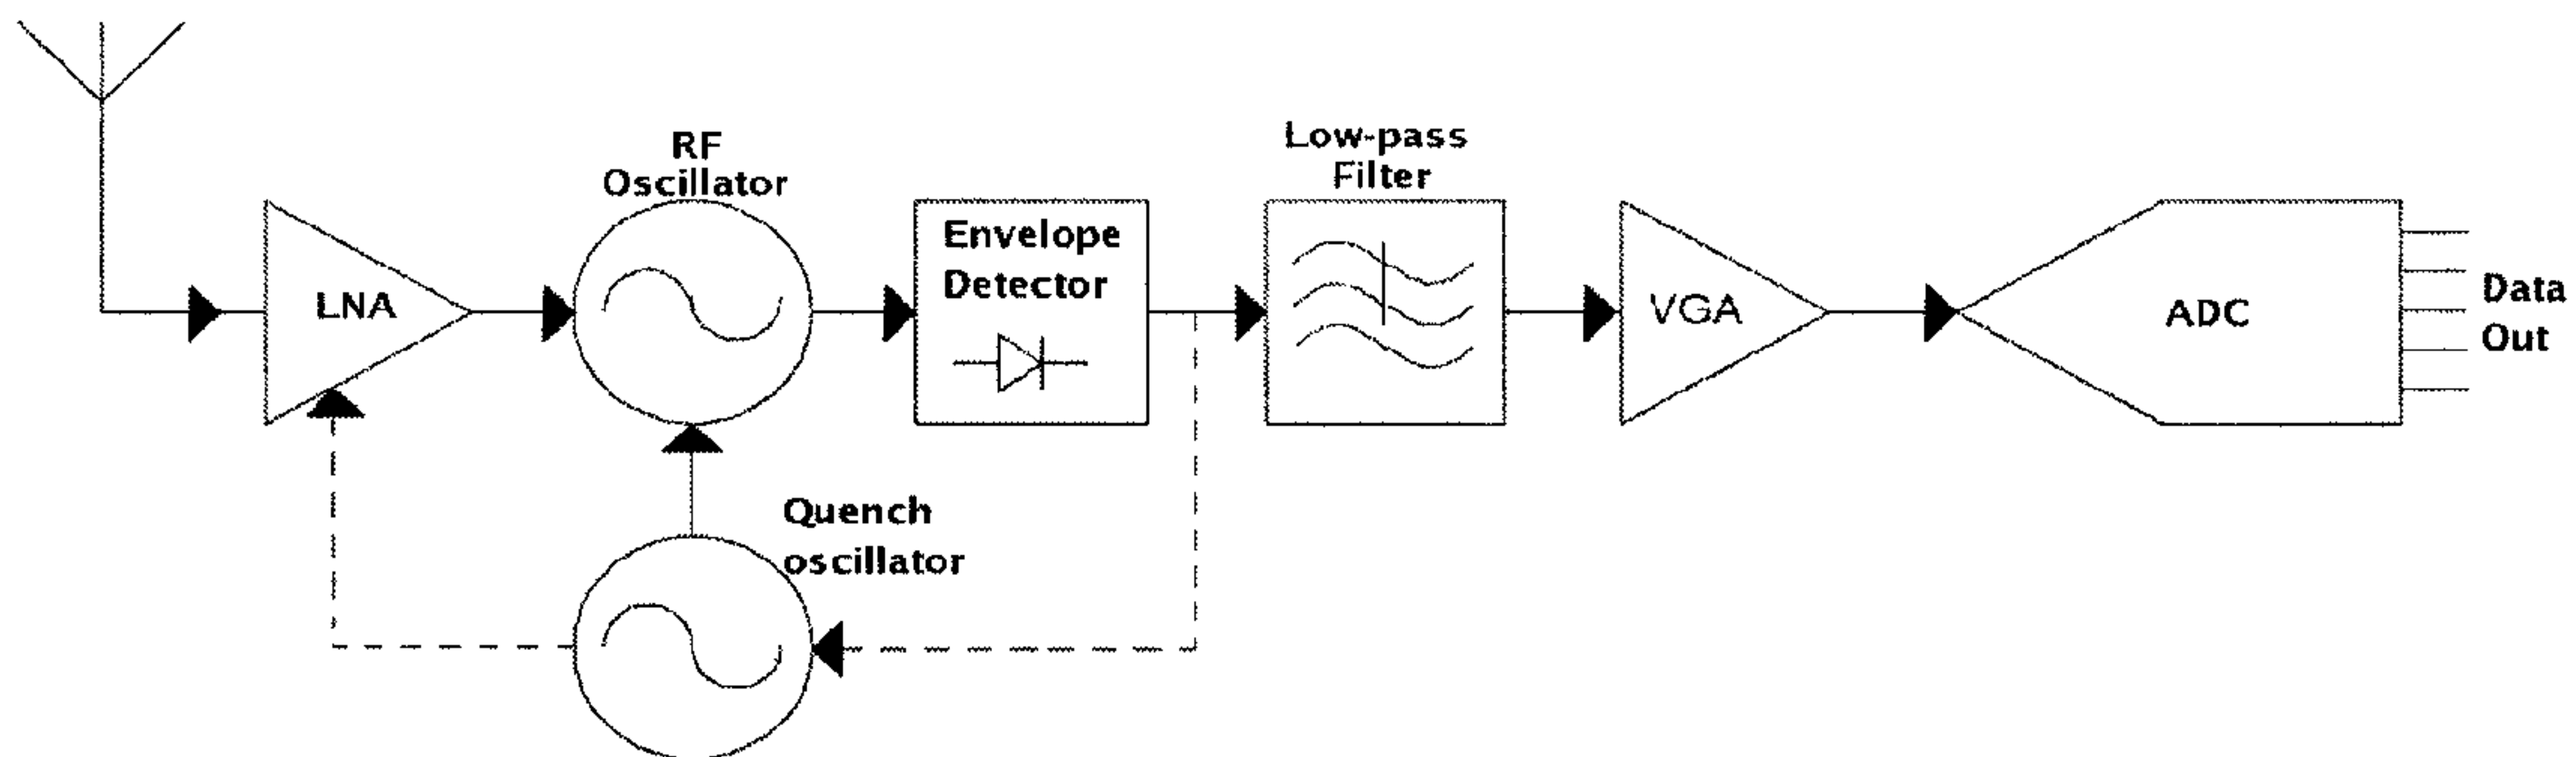 RF
Oscillator
Low-pass
Filter
LNA
Envelope
Detector
VGA
ADC
Data
Out
Quench
oscillator